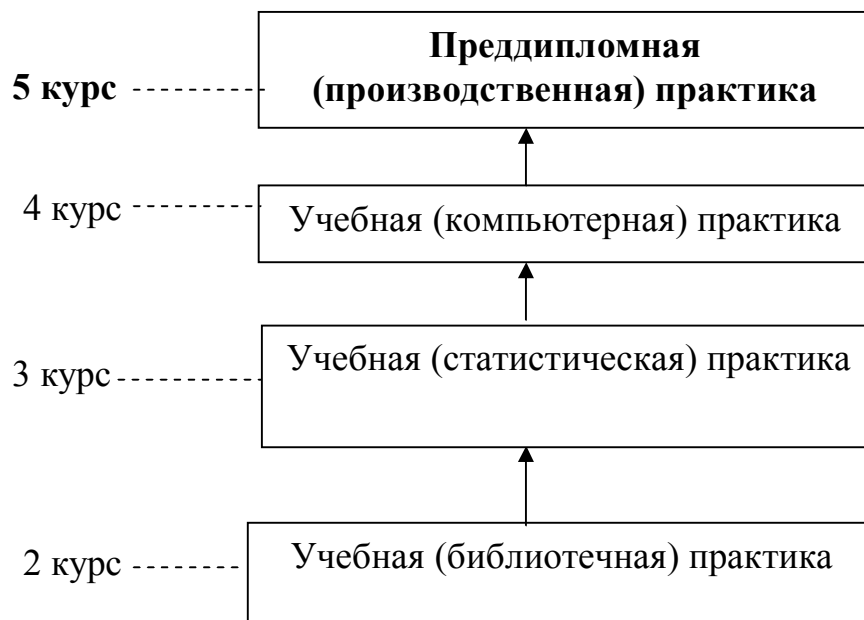 Преддипломная
5 курс (производственная) практика
4 курс Учебная (компьютерная) практика
3 курс Учебная (статистическая) практика
2 курс Учебная (библиотечная) практика